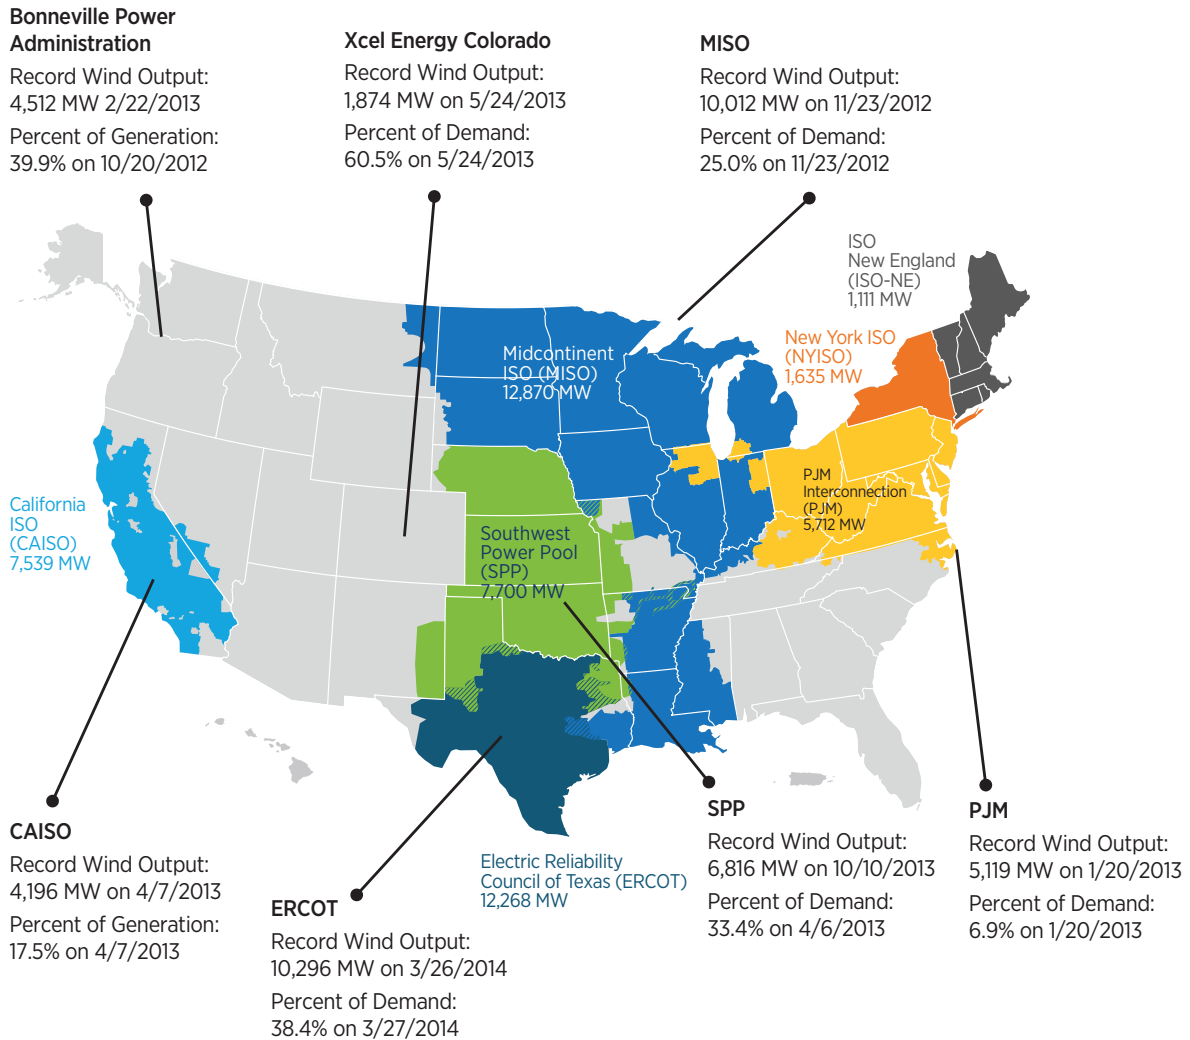 Bonneville Power
Administration
Record Wind Output:
4,512 MW 2/22/2013
Percent of Generation:
39.9% on 10/20/2012
Xcel Energy Colorado
Record Wind Output:
1,874 MW on 5/24/2013
Percent of Demand:
60.5% on 5/24/2013
MISO
Record Wind Output:
10,012 MW on 11/23/2012
Percent of Demand:
25.0% on 11/23/2012
ISO
New England
(ISO-NE)
1,111 MW
New York ISO
(NYISO)
1,635 MW
Midcontinent
ISO (MISO)
12,870 MW
PJM
Interconnection
(PJM)
5,712 MW
California
ISO
(CAISO)
7,539 MW
Southwest
Power Pool
(SPP)
7,700 MW
CAISO
Record Wind Output:
4,196 MW on 4/7/2013
Percent of Generation:
17.5% on 4/7/2013
Electric Reliability
Council of Texas (ERCOT)
12,268 MW
ERCOT
Record Wind Output:
10,296 MW on 3/26/2014
Percent of Demand:
38.4% on 3/27/2014
SPP
Record Wind Output:
6,816 MW on 10/10/2013
Percent of Demand:
33.4% on 4/6/2013
PJM
Record Wind Output:
5,119 MW on 1/20/2013
Percent of Demand:
6.9% on 1/20/2013